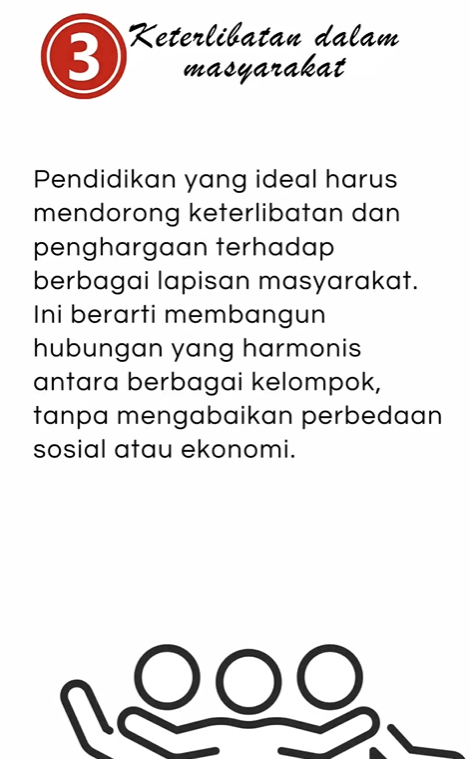 3
Keterlibatan dalam
masyarakat
Pendidikan yang ideal harus
mendorong keterlibatan dan
penghargaan terhadap
berbagai lapisan masyarakat.
Ini berarti membangun
hubungan yang harmonis
antara berbagai kelompok,
tanpa mengabaikan perbedaan
sosial atau ekonomi.